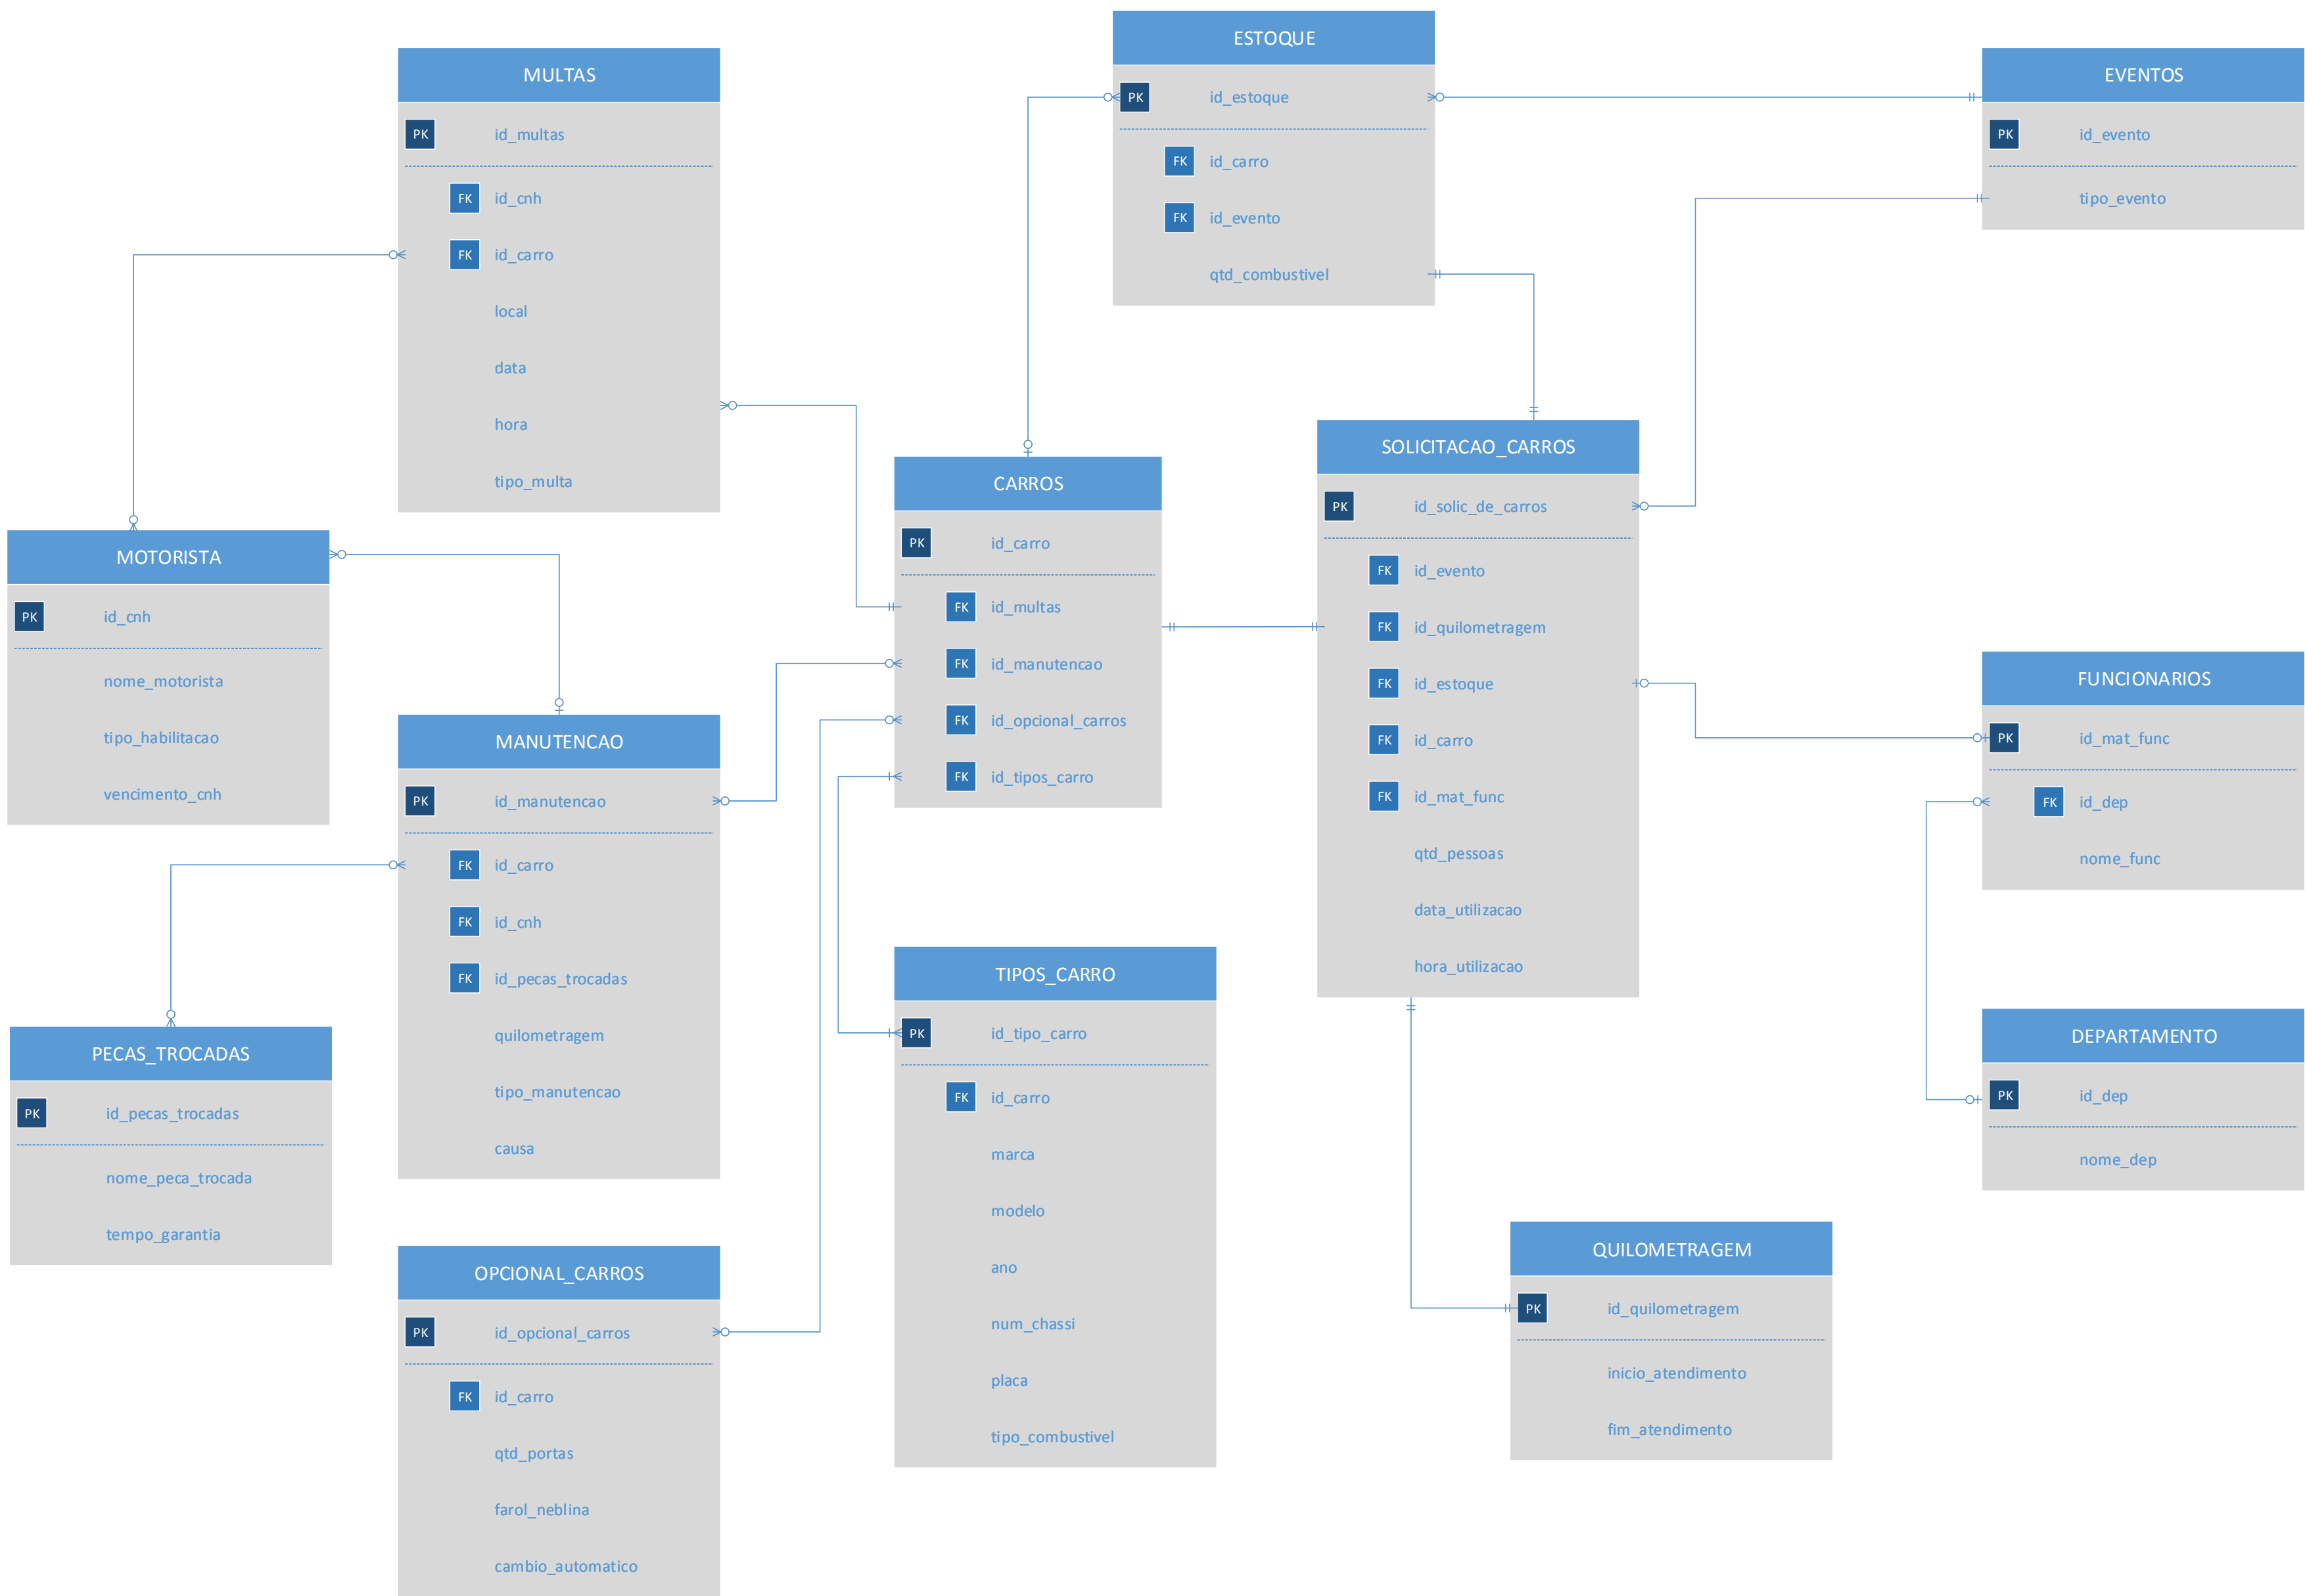 MULTAS
PK id_multas
FK id_cnh
FK id_carro
local
data
hora
tipo_multa
ESTOQUE
PK id_estoque
FK id_carro
FK id_evento
qtd_combustivel
EVENTOS
PK id_evento
tipo_evento
MOTORISTA
PK id_cnh
nome_motorista
tipo_habilitacao
vencimento_cnh
CARROS
PK id_carro
FK id_multas
FK id_manutencao
FK id_opcional_carros
FK id_tipos_carro
SOLICITACAO_CARROS
PK id_solic_de_carros
FK id_evento
FK id_quilometragem
FK id_estoque
FK id_carro
FK id_mat_func
qtd_pessoas
data_utilizacao
hora_utilizacao
FUNCIONARIOS
PK id_mat_func
FK id_dep
nome_func
MANUTENCAO
PK id_manutencao
FK id_carro
FK id_cnh
FK id_pecas_trocadas
quilometragem
tipo_manutencao
causa
PECAS_TROCADAS
PK id_pecas_trocadas
nome_peca_trocada
tempo_garantia
TIPOS_CARRO
PK id_tipo_carro
FK id_carro
marca
modelo
ano
num_chassi
placa
tipo_combustivel
DEPARTAMENTO
PK id_dep
nome_dep
OPCIONAL_CARROS
PK id_opcional_carros
FK id_carro
qtd_portas
farol_neblina
cambio_automatico
QUILOMETRAGEM
PK id_quilometragem
inicio_atendimento
fim_atendimento